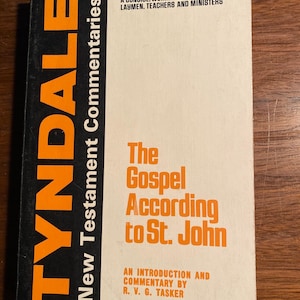 LAYMEN, TEACHERS AND MINISTERS
TYNDALE
New Testament Commentaries
The
Gospel
According
to St. John
AN INTRODUCTION AND
COMMENTARY BY
R. V. G. TASKER